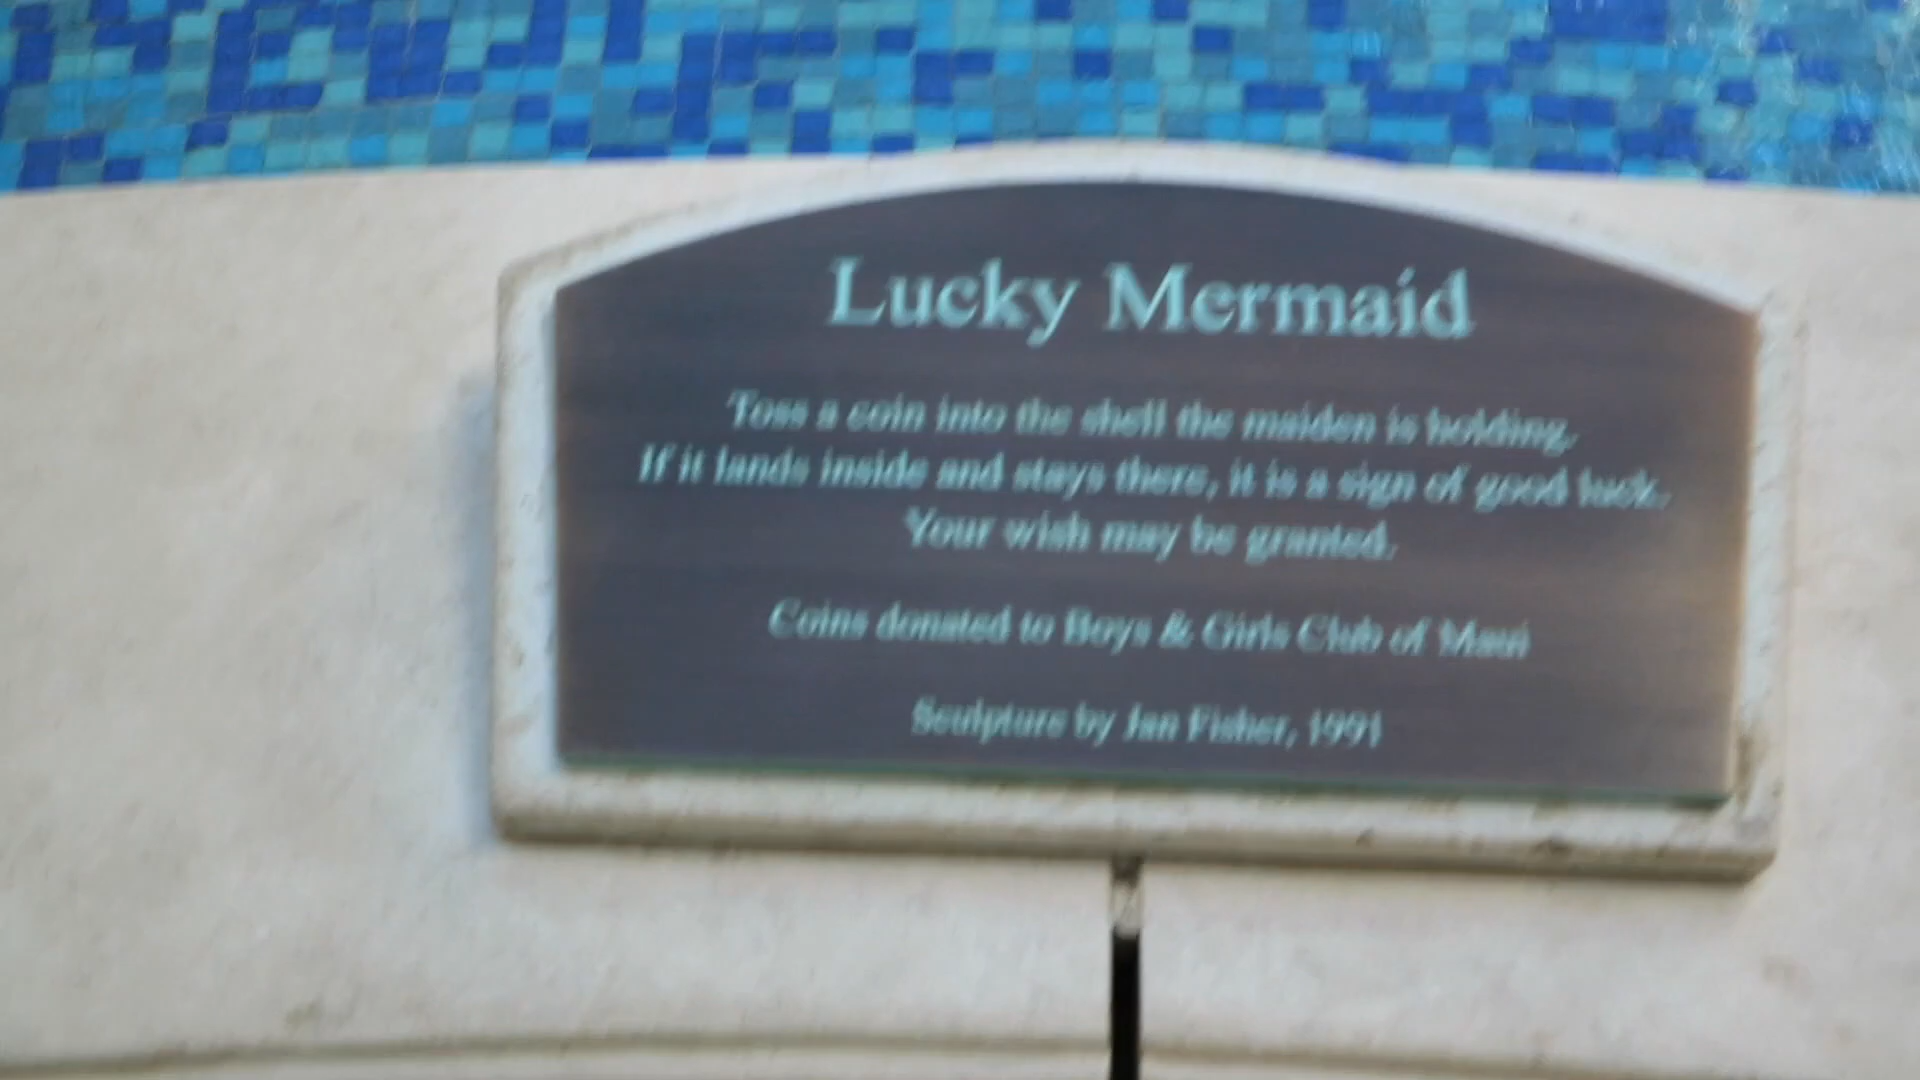 Lucky Mermaid
Toss a coin into the shell the maiden is holding.
If it lands inside and stays there, it is a sign of good luck.
Your wish may be granted.
Coins donated to Boys & Girls Club of Maui
Sculpture by Jan Fisher, 1991